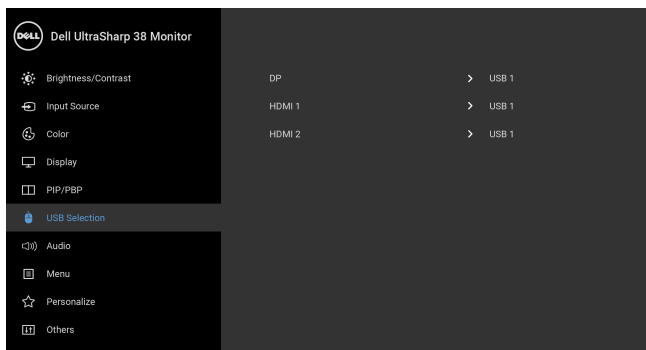 DELL Dell UltraSharp 38 Monitor
Brightness/Contrast
Input Source
Color
Display
PIP/PBP
USB Selection
Audio
Menu
Personalize
Others
DP > USB 1
HDMI 1 > USB 1
HDMI 2 > USB 1